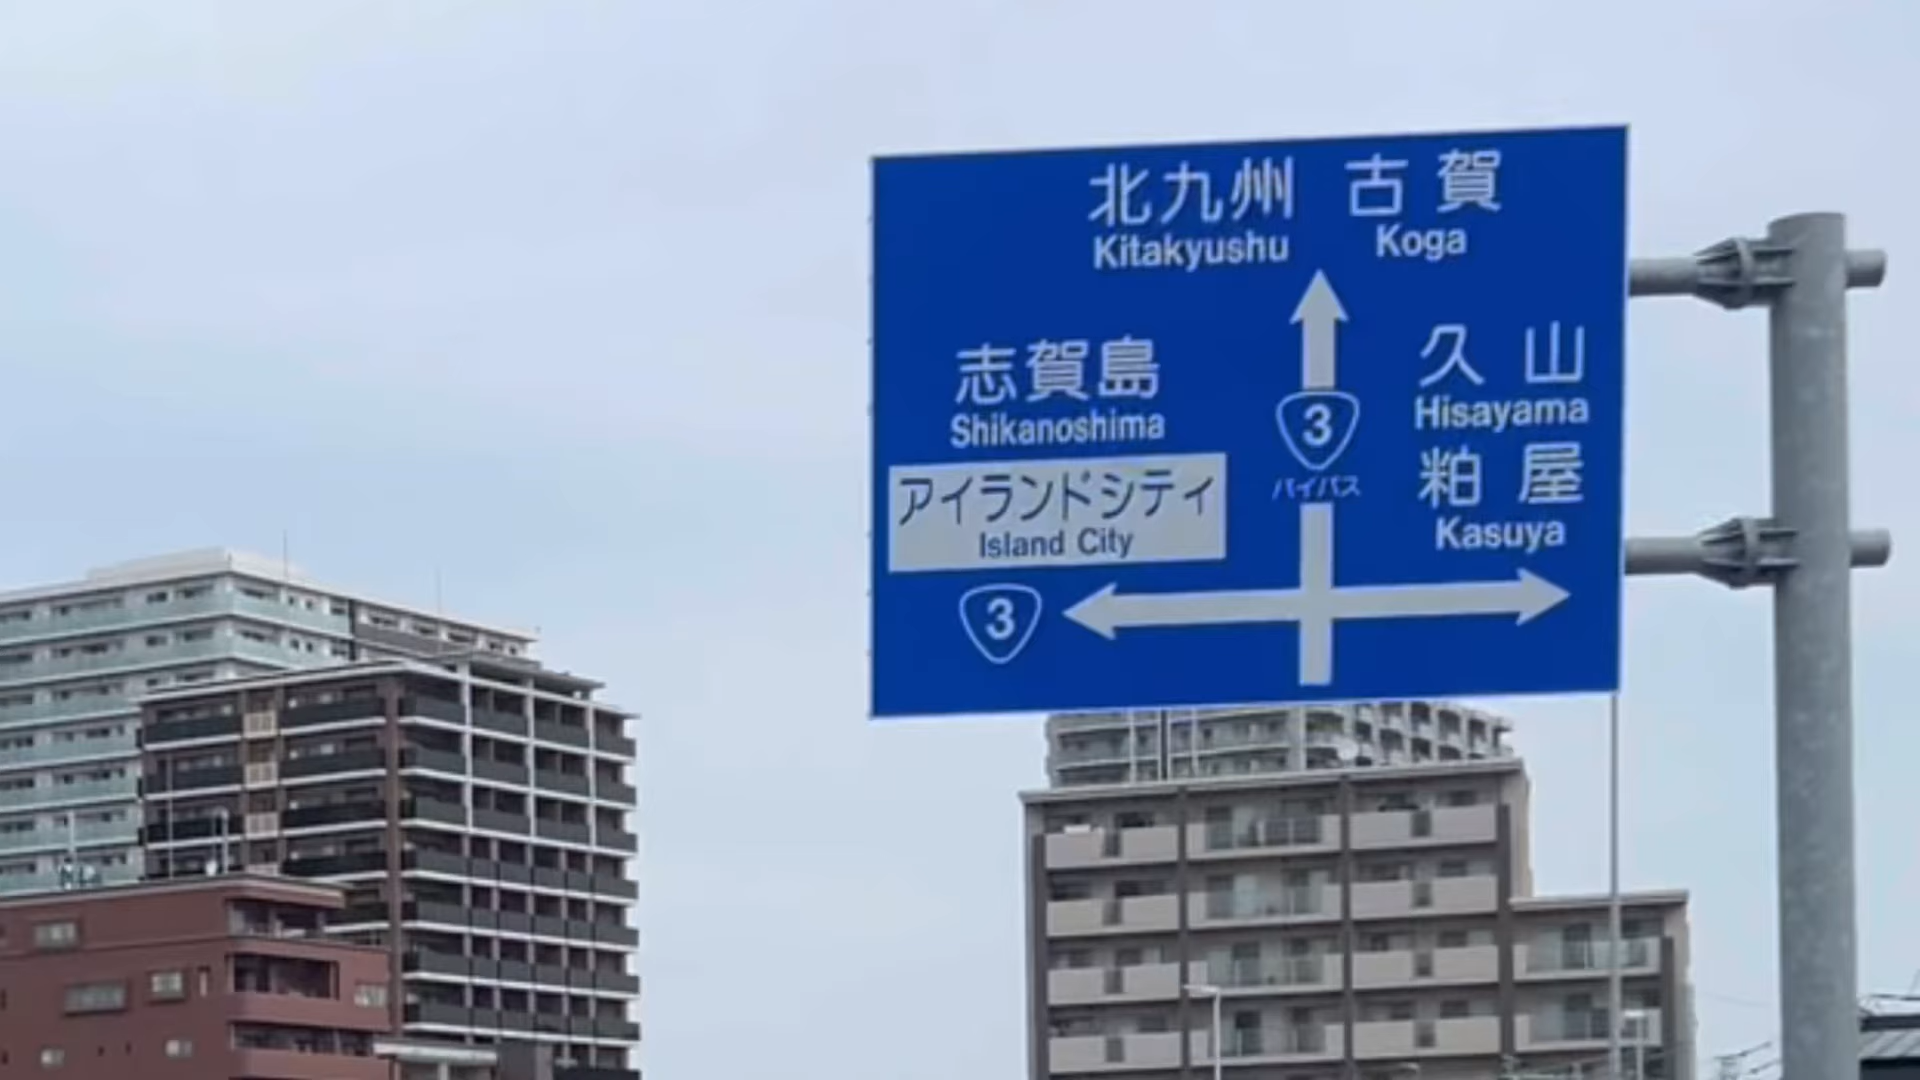 北九州 古賀
Kitakyushu Koga
志賀島
Shikanoshima
アイランドシティ
Island City
3
3
バイパス
久山
Hisayama
粕屋
Kasuya